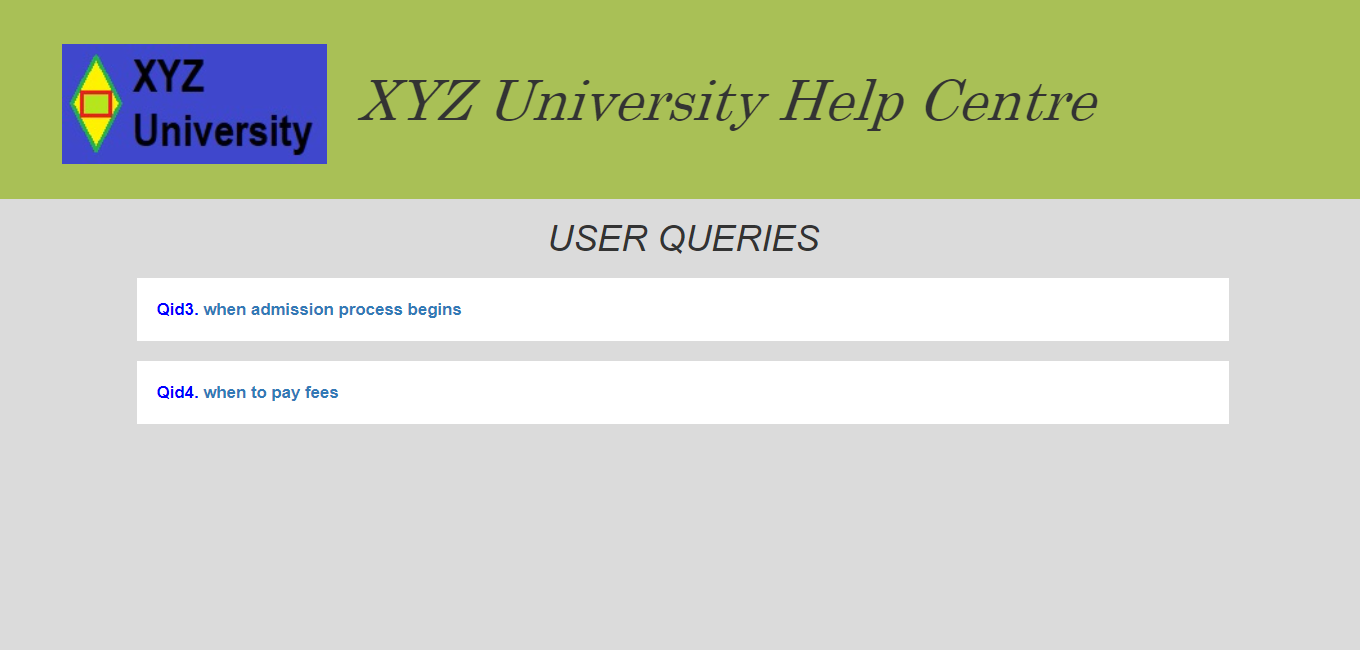 XYZ
University
XYZ University Help Centre
USER QUERIES
Qid3. when admission process begins
Qid4. when to pay fees